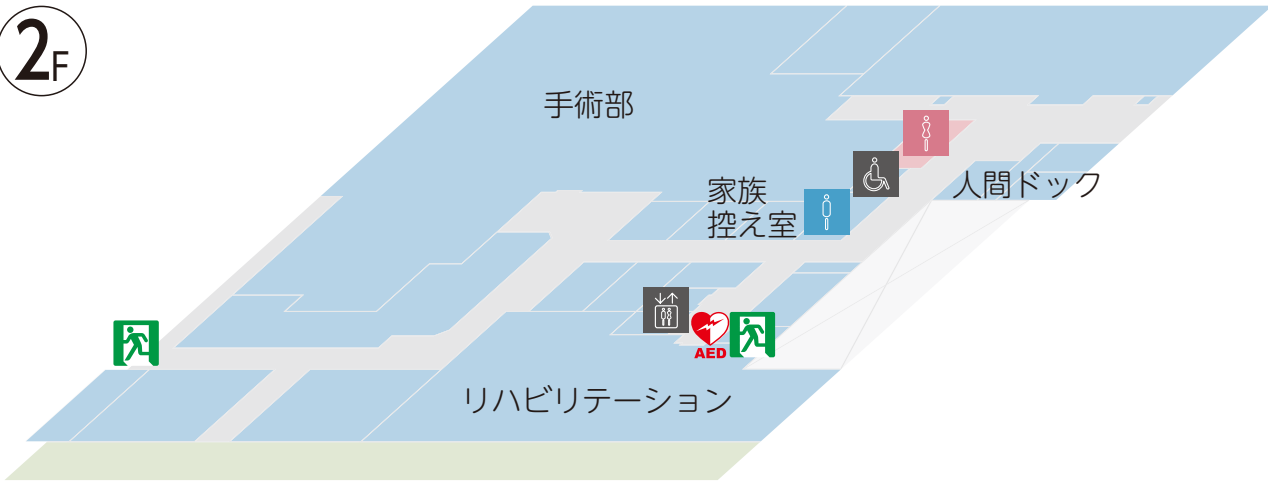 2F
手術部
家族
控え室
人間ドック
AED
リハビリテーション